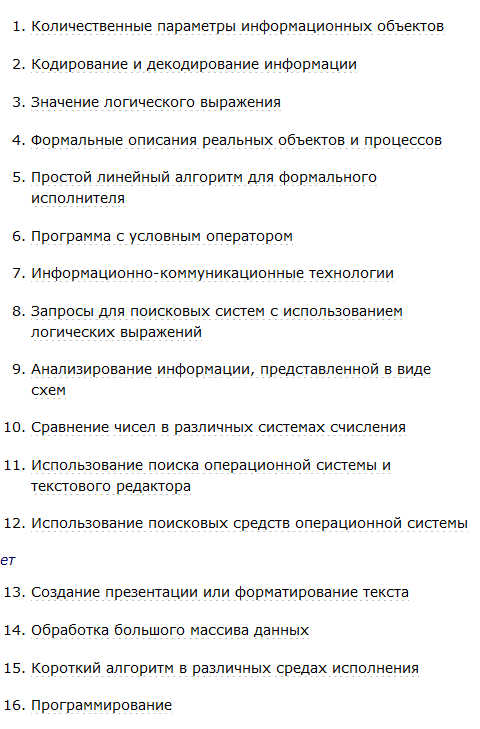 1. Количественные параметры информационных объектов
2. Кодирование и декодирование информации
3. Значение логического выражения
4. Формальные описания реальных объектов и процессов
5. Простой линейный алгоритм для формального
исполнителя
6. Программа с условным оператором
7. Информационно-коммуникационные технологии
8. Запросы для поисковых систем с использованием
логических выражений
9. Анализирование информации, представленной в виде
схем
10. Сравнение чисел в различных системах счисления
11. Использование поиска операционной системы и
текстового редактора
12. Использование поисковых средств операционной системы
ет
13. Создание презентации или форматирование текста
14. Обработка большого массива данных
15. Короткий алгоритм в различных средах исполнения
16. Программирование